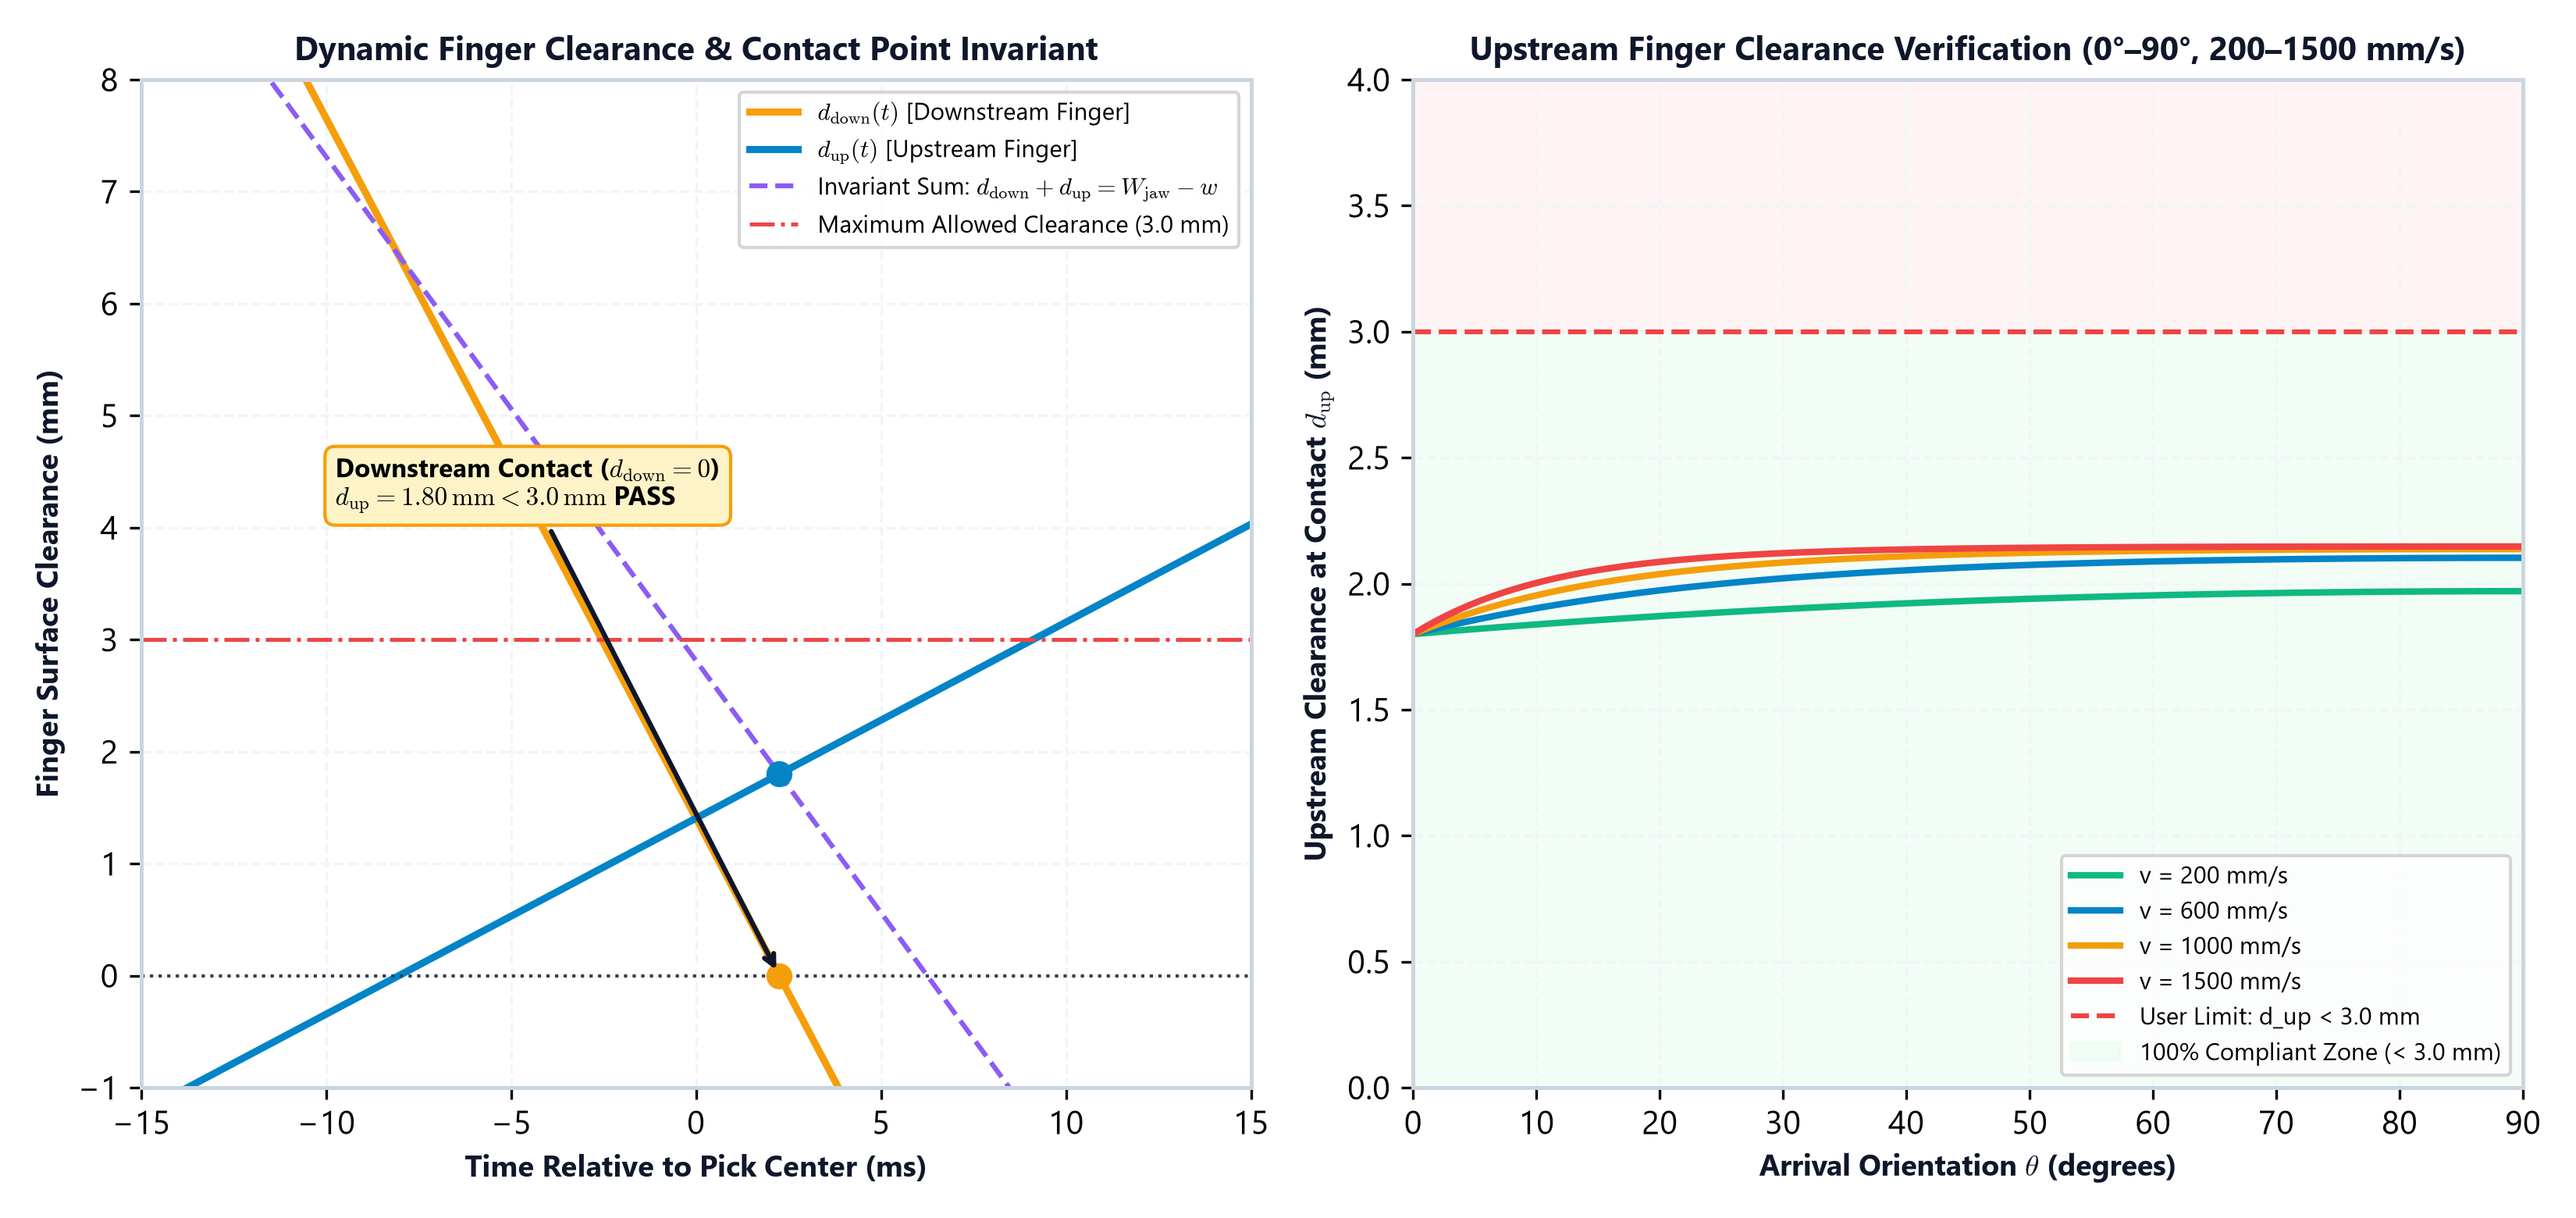 Dynamic Finger Clearance & Contact Point Invariant
Finger Surface Clearance (mm)
8
7
6
5
4
3
2
1
0
−1
d_down(t) [Downstream Finger]
d_up(t) [Upstream Finger]
Invariant Sum: d_down + d_up = W_jaw − w
Maximum Allowed Clearance (3.0 mm)
Downstream Contact (d_down = 0)
d_up = 1.80 mm < 3.0 mm PASS
−15
−10
−5
0
5
10
15
Time Relative to Pick Center (ms)
Upstream Finger Clearance Verification (0°–90°, 200–1500 mm/s)
Upstream Clearance at Contact d_up (mm)
4.0
3.5
3.0
2.5
2.0
1.5
1.0
0.5
0.0
v = 200 mm/s
v = 600 mm/s
v = 1000 mm/s
v = 1500 mm/s
User Limit: d_up < 3.0 mm
100% Compliant Zone (< 3.0 mm)
0
10
20
30
40
50
60
70
80
90
Arrival Orientation θ (degrees)